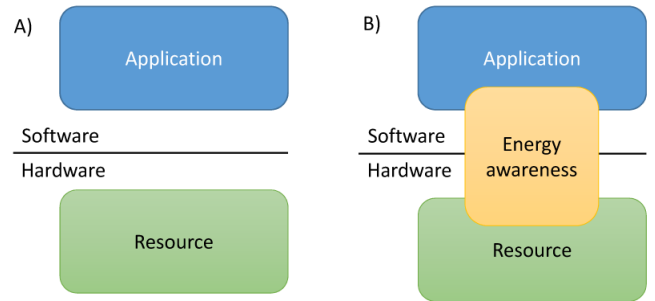 A)
Application
Software
Hardware
Resource
B)
Application
Software
Hardware
Energy
awareness
Resource